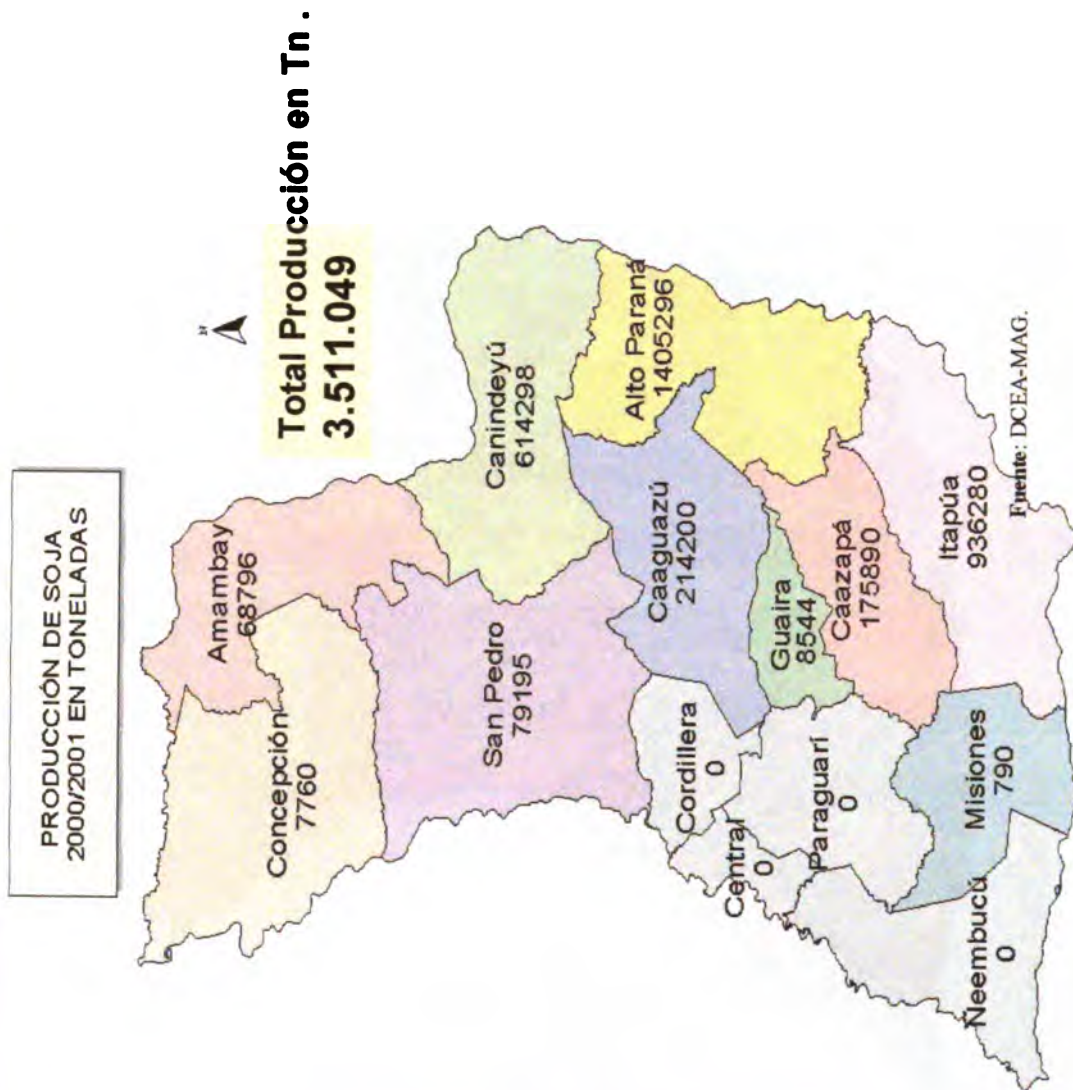 PRODUCCIÓN DE SOJA
2000/2001 EN TONELADAS
N
Total Producción en Tn.
3.511.049
Concepción
7760
Amambay
68796
San Pedro
79195
Canindeyú
614298
Alto Paraná
1405296
Caaguazú
214200
Cordillera
0
Central
0
Paraguarí
0
Guaira
8544
Caazapá
175890
Itapúa
936280
Misiones
790
Neembucú
0
Fuente: DCEA-MAG.